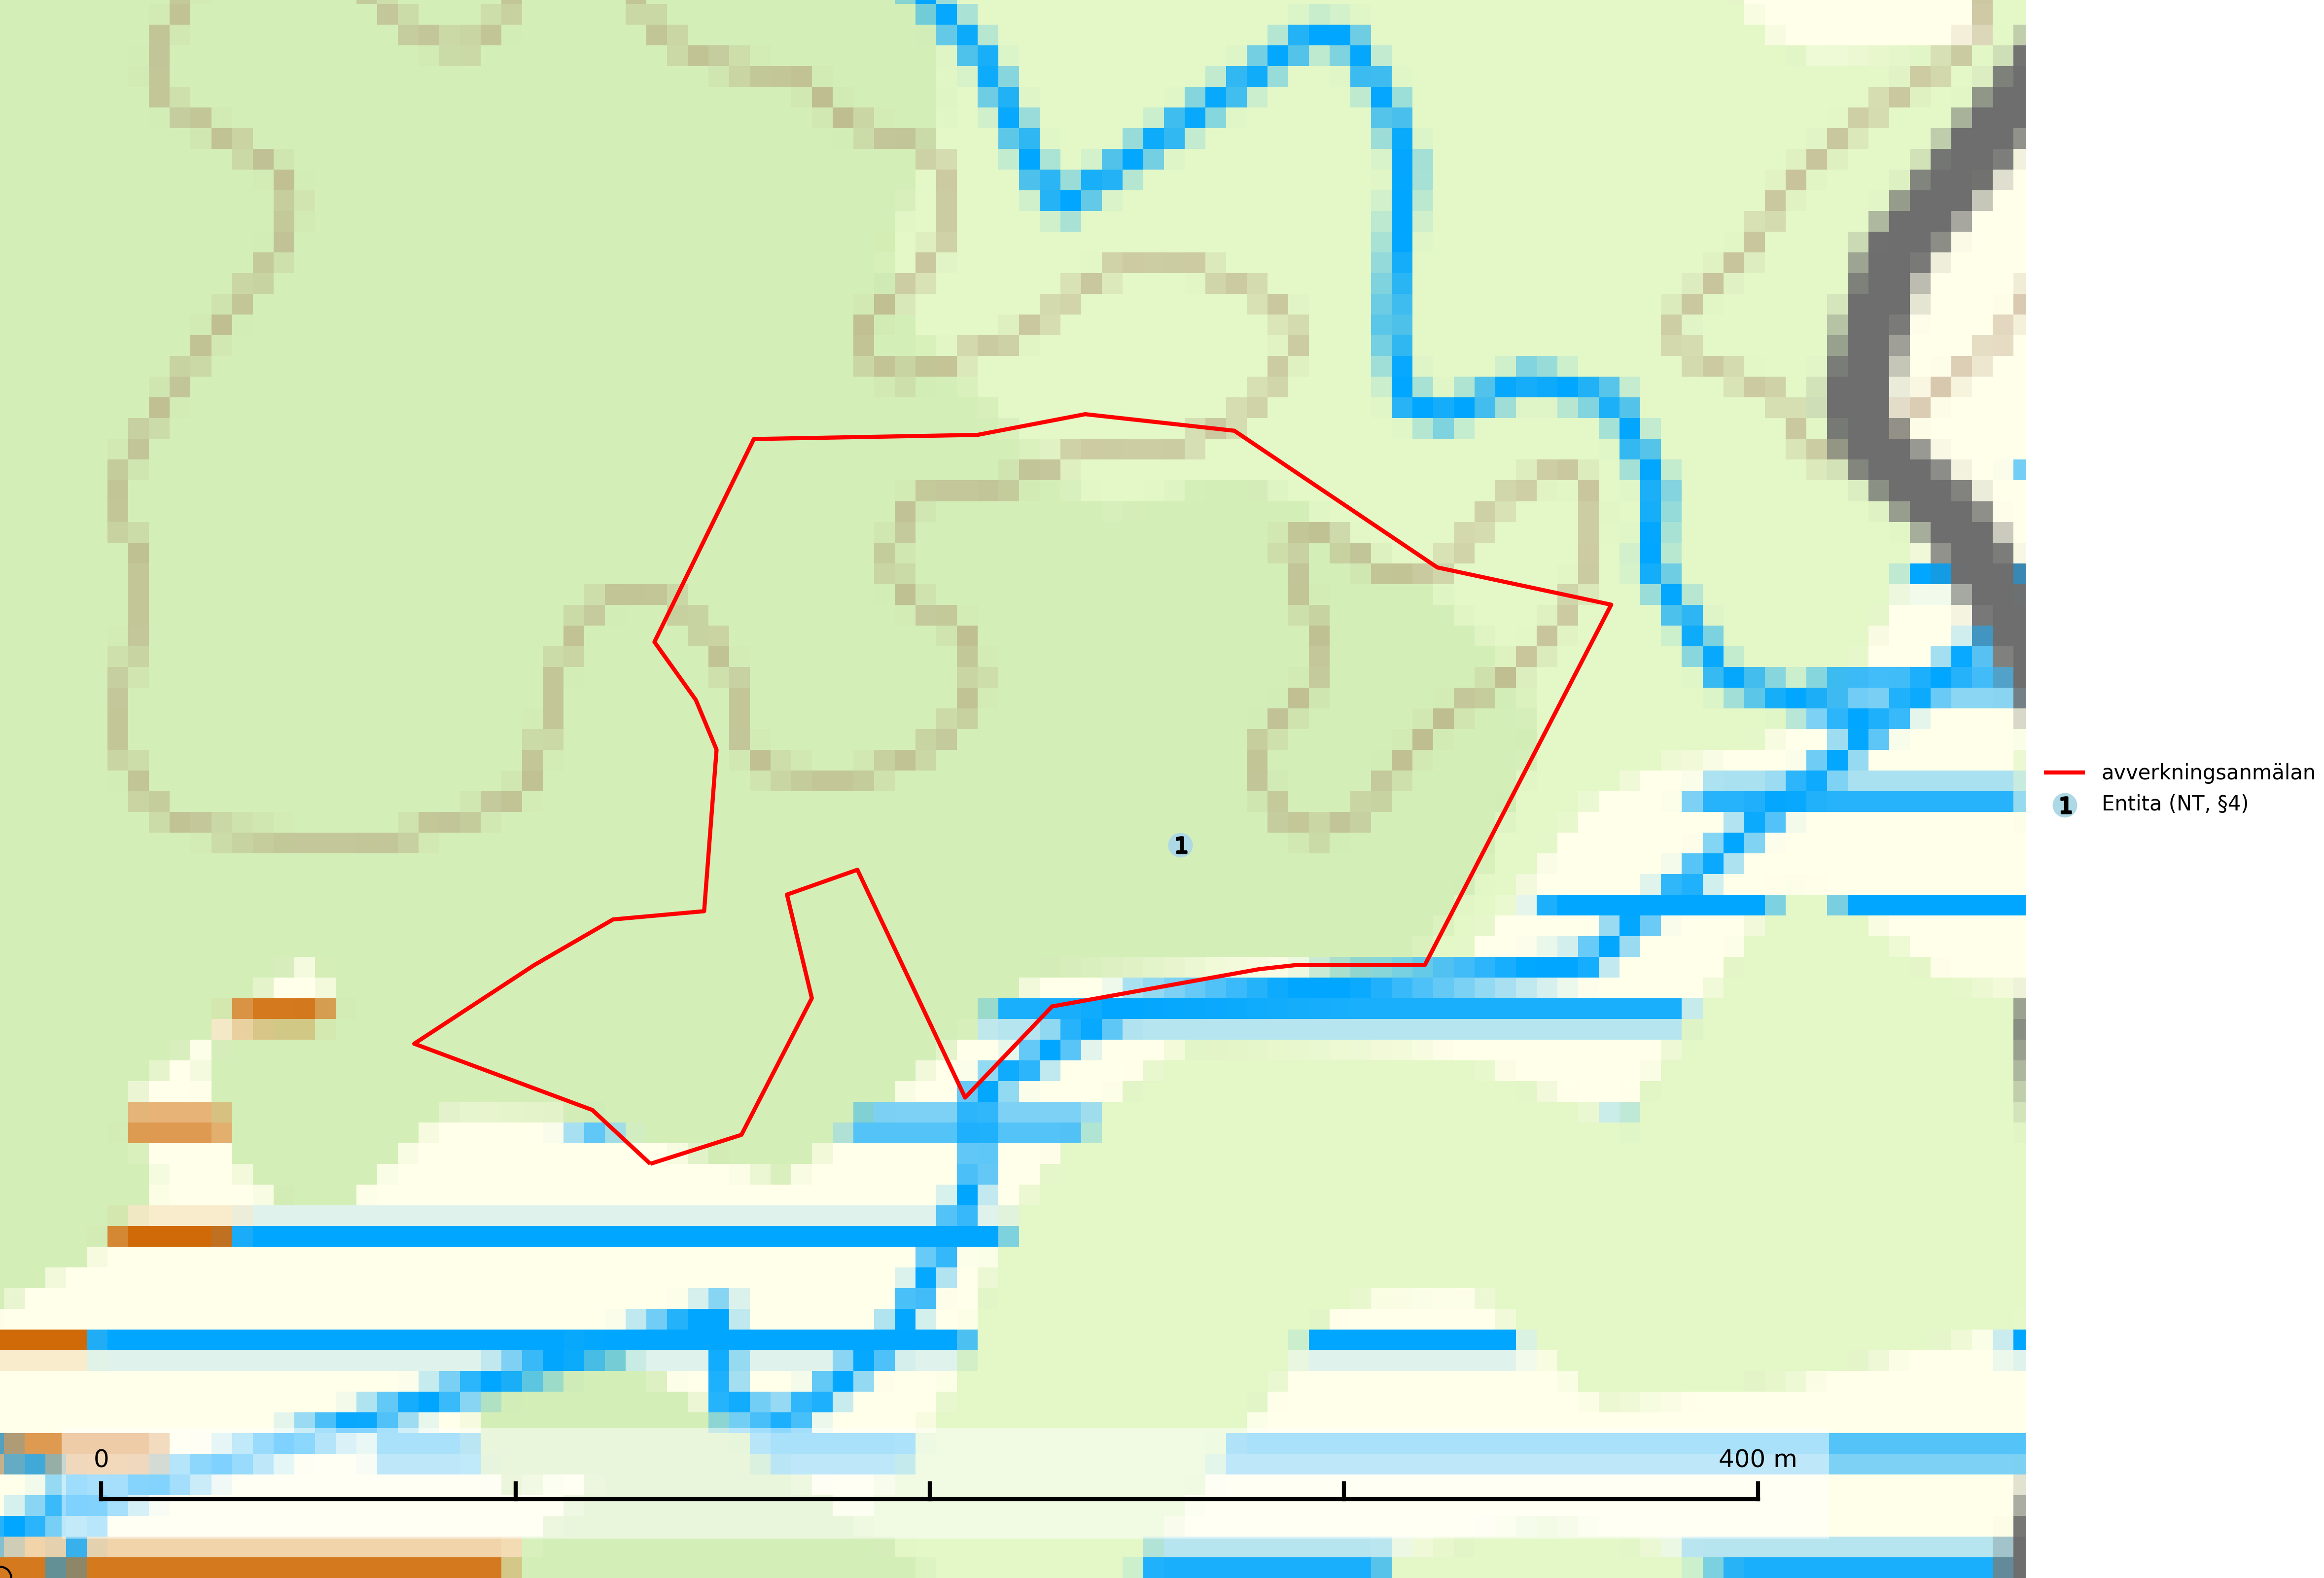 1
avverkningsanmälan
1 Entita (NT, §4)
0 400 m